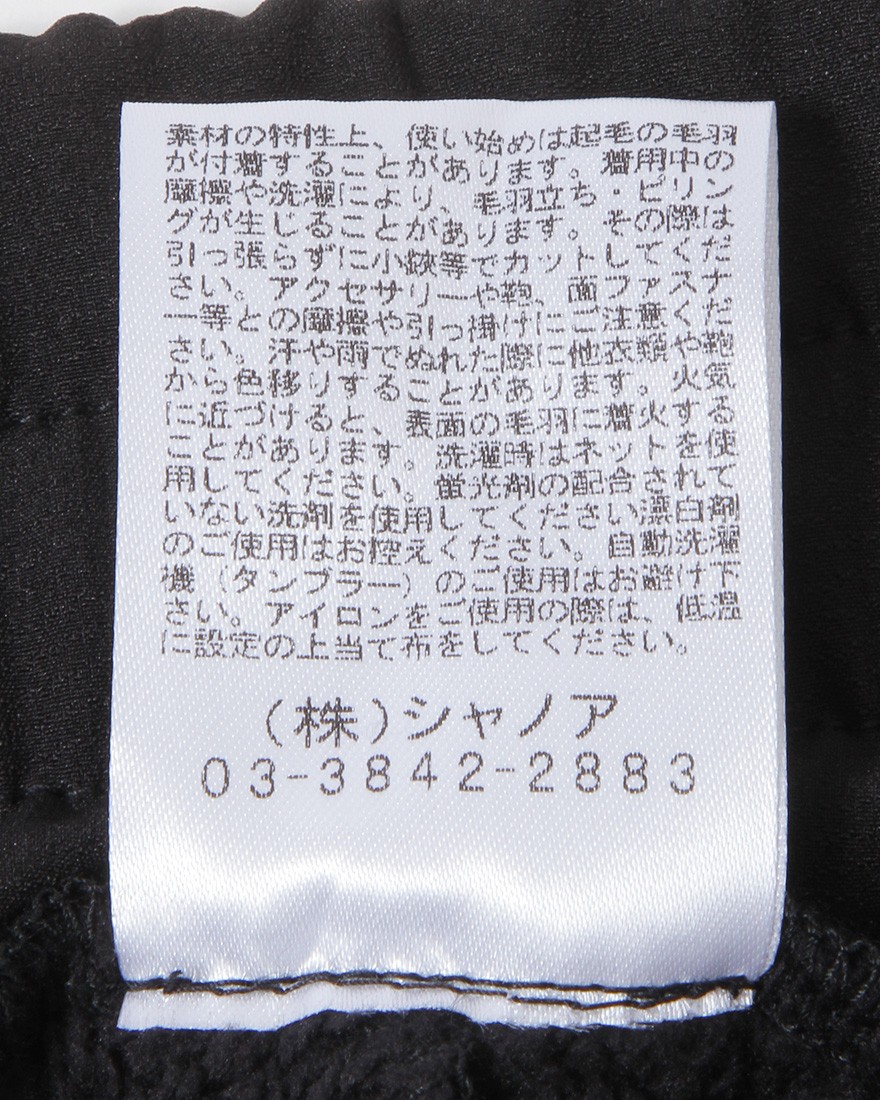 素材の特性上、使い始めは起毛の毛羽
が付着することがあります。着用中の
摩擦や洗濯により毛羽立ち・ピリン
グが生じることがあります。その際は
引っ張らずに小鋏等でカットしてくだ
さい。アクセサリーや鞄、面ファスナ
ー等との摩擦や引っ掛けにご注意くだ
さい。汗や雨でぬれた際に他衣類や鞄
から色移りすることがあります。火気
に近づけると、表面の毛羽に着火する
ことがあります。洗濯時はネットを使
用してください。蛍光剤の配合されて
いない洗剤を使用してください。漂白剤
のご使用はお控えください。自動洗濯
機（タンブラー）のご使用はお避け下
さい。アイロンをご使用の際は、低温
に設定の上当て布をしてください。
(株)シャノア
03-3842-2883